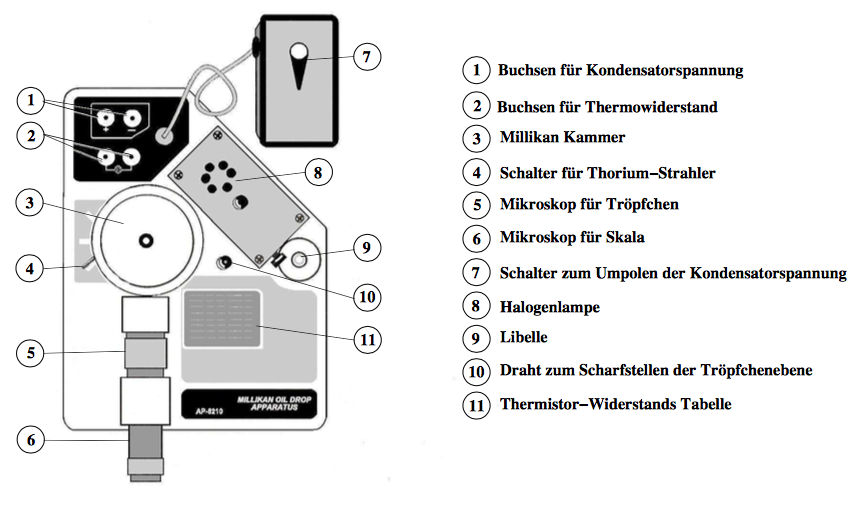 1
2
3
4
5
6
7
8
9
10
11
+ −
MILLIKAN OIL DROP
APPARATUS
AP-8210
1 Buchsen für Kondensatorspannung
2 Buchsen für Thermowiderstand
3 Millikan Kammer
4 Schalter für Thorium−Strahler
5 Mikroskop für Tröpfchen
6 Mikroskop für Skala
7 Schalter zum Umpolen der Kondensatorspannung
8 Halogenlampe
9 Libelle
10 Draht zum Scharfstellen der Tröpfchenebene
11 Thermistor−Widerstands Tabelle